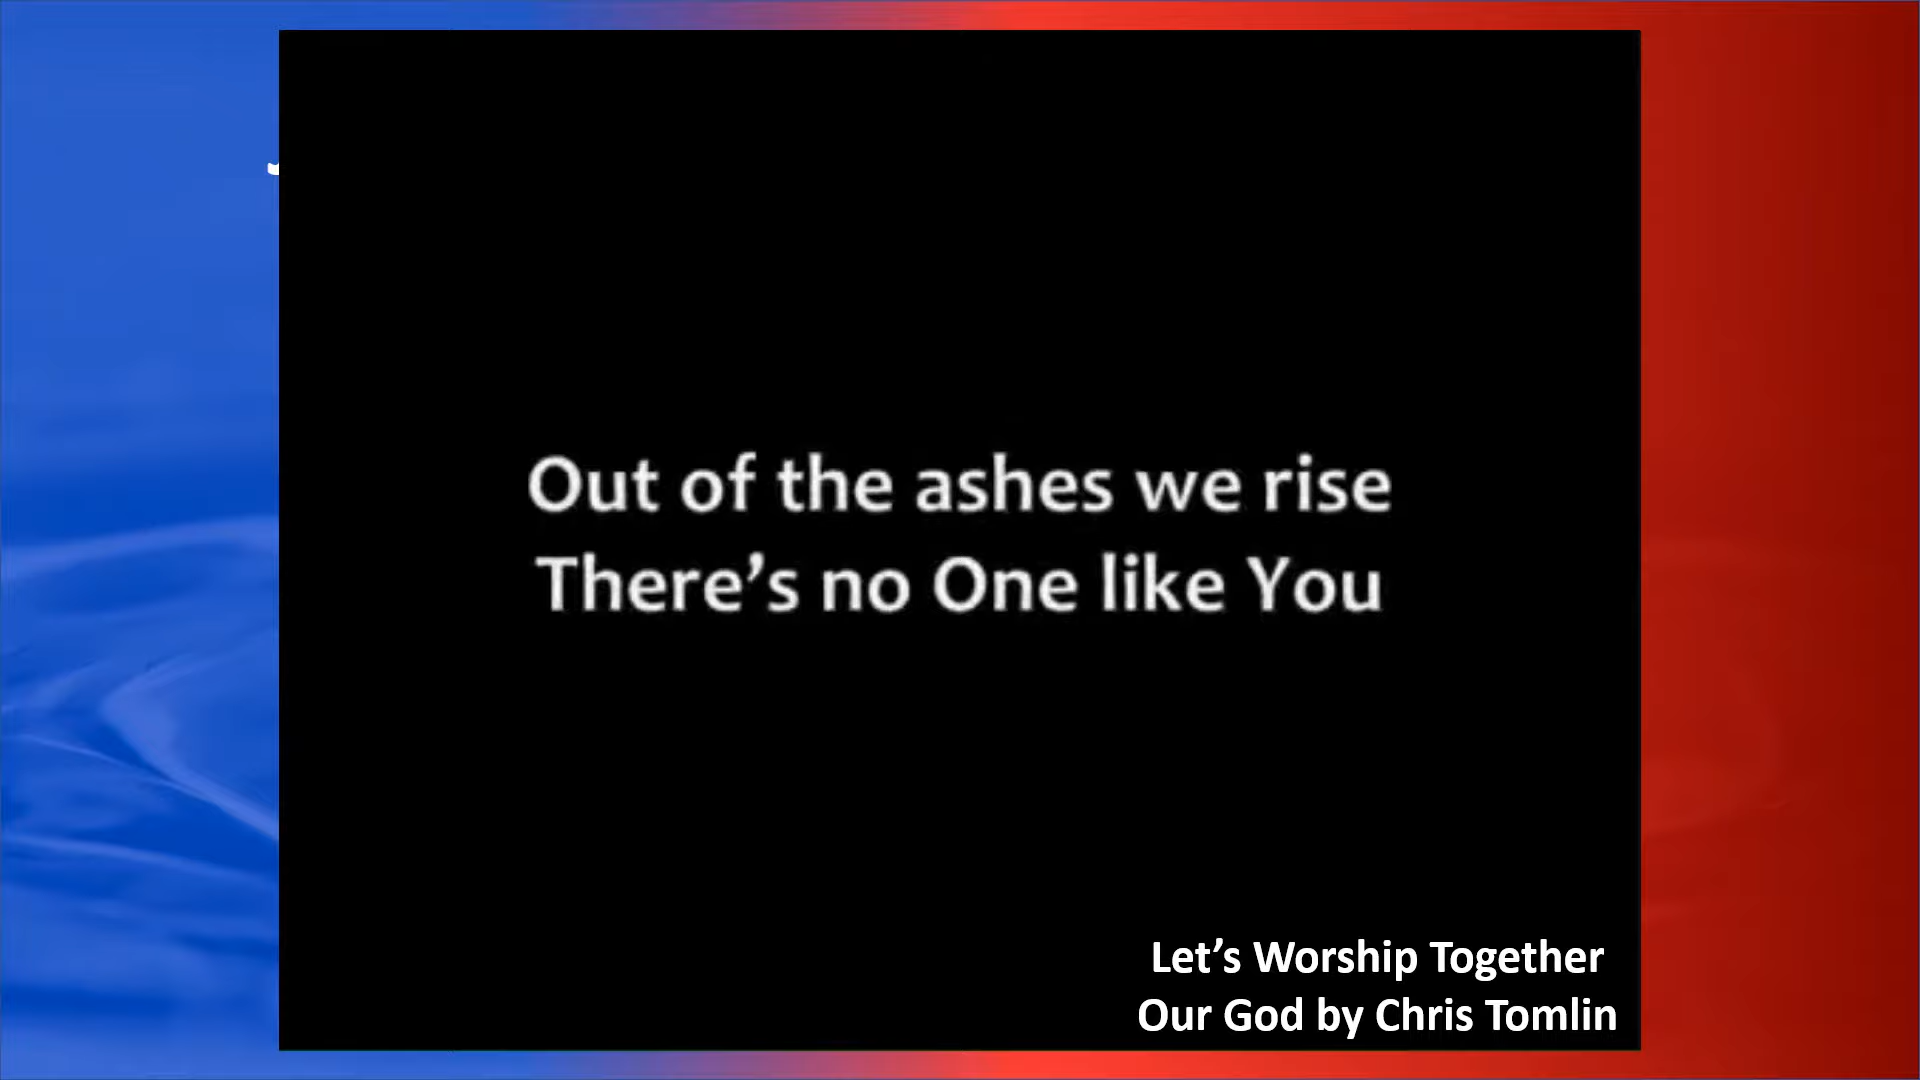 Out of the ashes we rise
There's no One like You
Let's Worship Together
Our God by Chris Tomlin